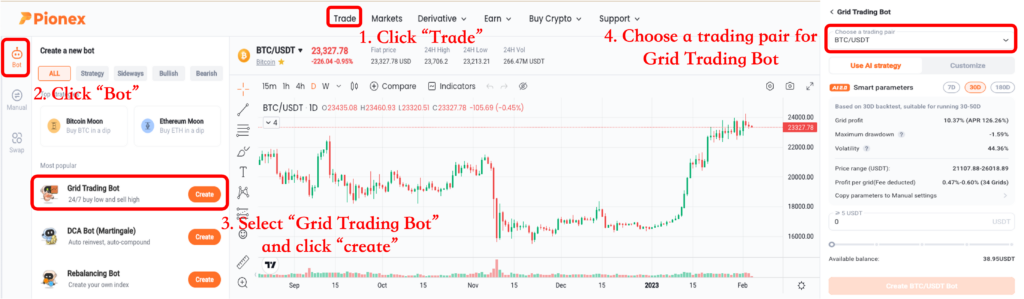 Pionex
Trade Markets Derivative Earn Buy Crypto Support
1. Click “Trade”
Bot
Manual
Swap
Create a new bot
ALL Strategy Sideways Bullish Bearish
2. Click “Bot”
Bitcoin Moon
Buy BTC in a dip
Ethereum Moon
Buy ETH in a dip
Most popular
Grid Trading Bot
24/7 buy low and sell high
Create
3. Select “Grid Trading Bot”
and click “create”
DCA Bot (Martingale)
Auto reinvest, auto-compound
Create
Rebalancing Bot
Create your own index
Create
BTC/USDT
Bitcoin
23,327.78
-226.04 -0.95%
Fiat price
23,327.78 USD
24H High
23,706.2
24H Low
23,213.21
24H Vol
266.47M USDT
15m 1h 4h D W Compare Indicators
BTC/USDT · 1D O23435.08 H23460.93 L23320.51 C23327.78 -105.69 (-0.45%)
4
24000.00
23327.78
22000.00
20000.00
18000.00
16000.00
Sep 15 Oct 17 Nov 15 Dec 15 2023 15 Feb
4. Choose a trading pair for
Grid Trading Bot
Grid Trading Bot
Choose a trading pair
BTC/USDT
Use AI strategy Customize
AI 2.0 Smart parameters 7D 30D 180D
Based on 30D backtest, suitable for running 30-50D
Grid profit 10.37% (APR 126.26%)
Maximum drawdown -1.59%
Volatility 44.36%
Price range (USDT): 21107.88-26018.89
Profit per grid(Fee deducted) 0.47%-0.60% (34 Grids)
Copy parameters to Manual settings
≥ 5 USDT
0 USDT
Available balance: 38.95USDT
Create BTC/USDT Bot